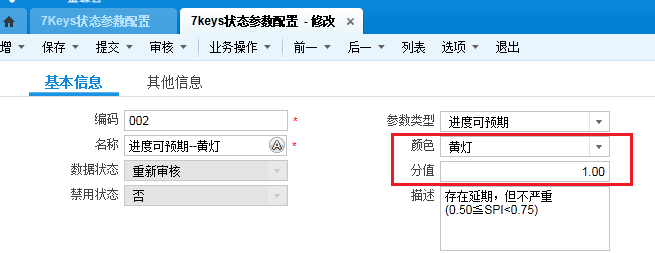 7Keys状态参数配置
7Keys状态参数配置 - 修改 ×
增 保存 提交 审核 业务操作 前一 后一 列表 选项 退出
基本信息 其他信息
编码 002 *
参数类型 进度可预期
名称 进度可预期--黄灯 A *
颜色 黄灯
数据状态 重新审核
分值 1.00
禁用状态 否
描述 存在延期，但不严重
(0.50≦SPI<0.75)